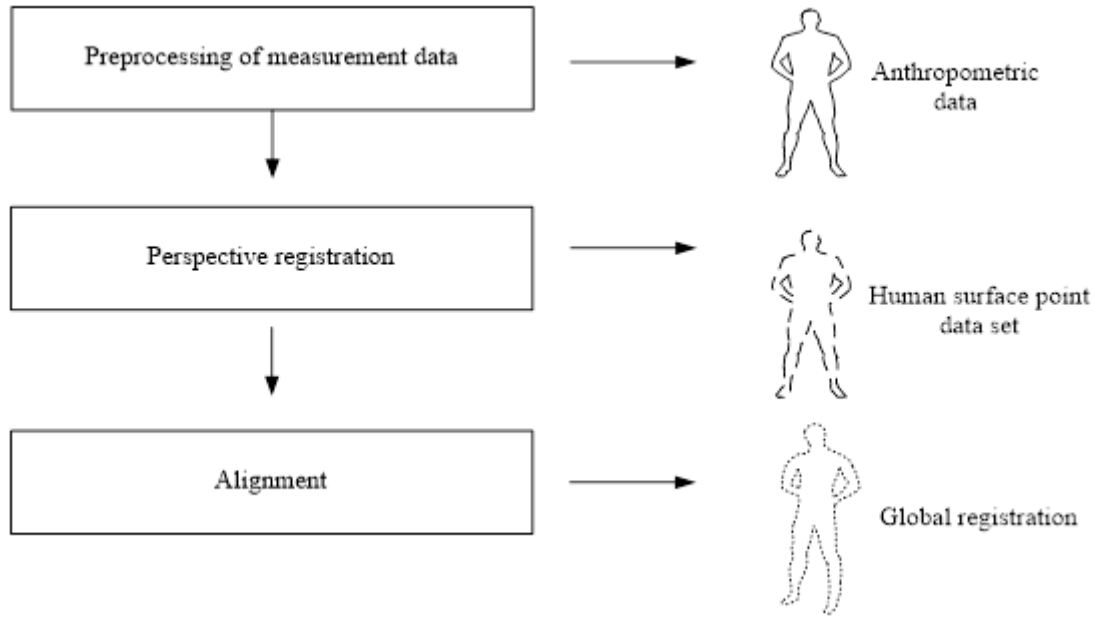 Preprocessing of measurement data
Anthropometric
data
Perspective registration
Human surface point
data set
Alignment
Global registration